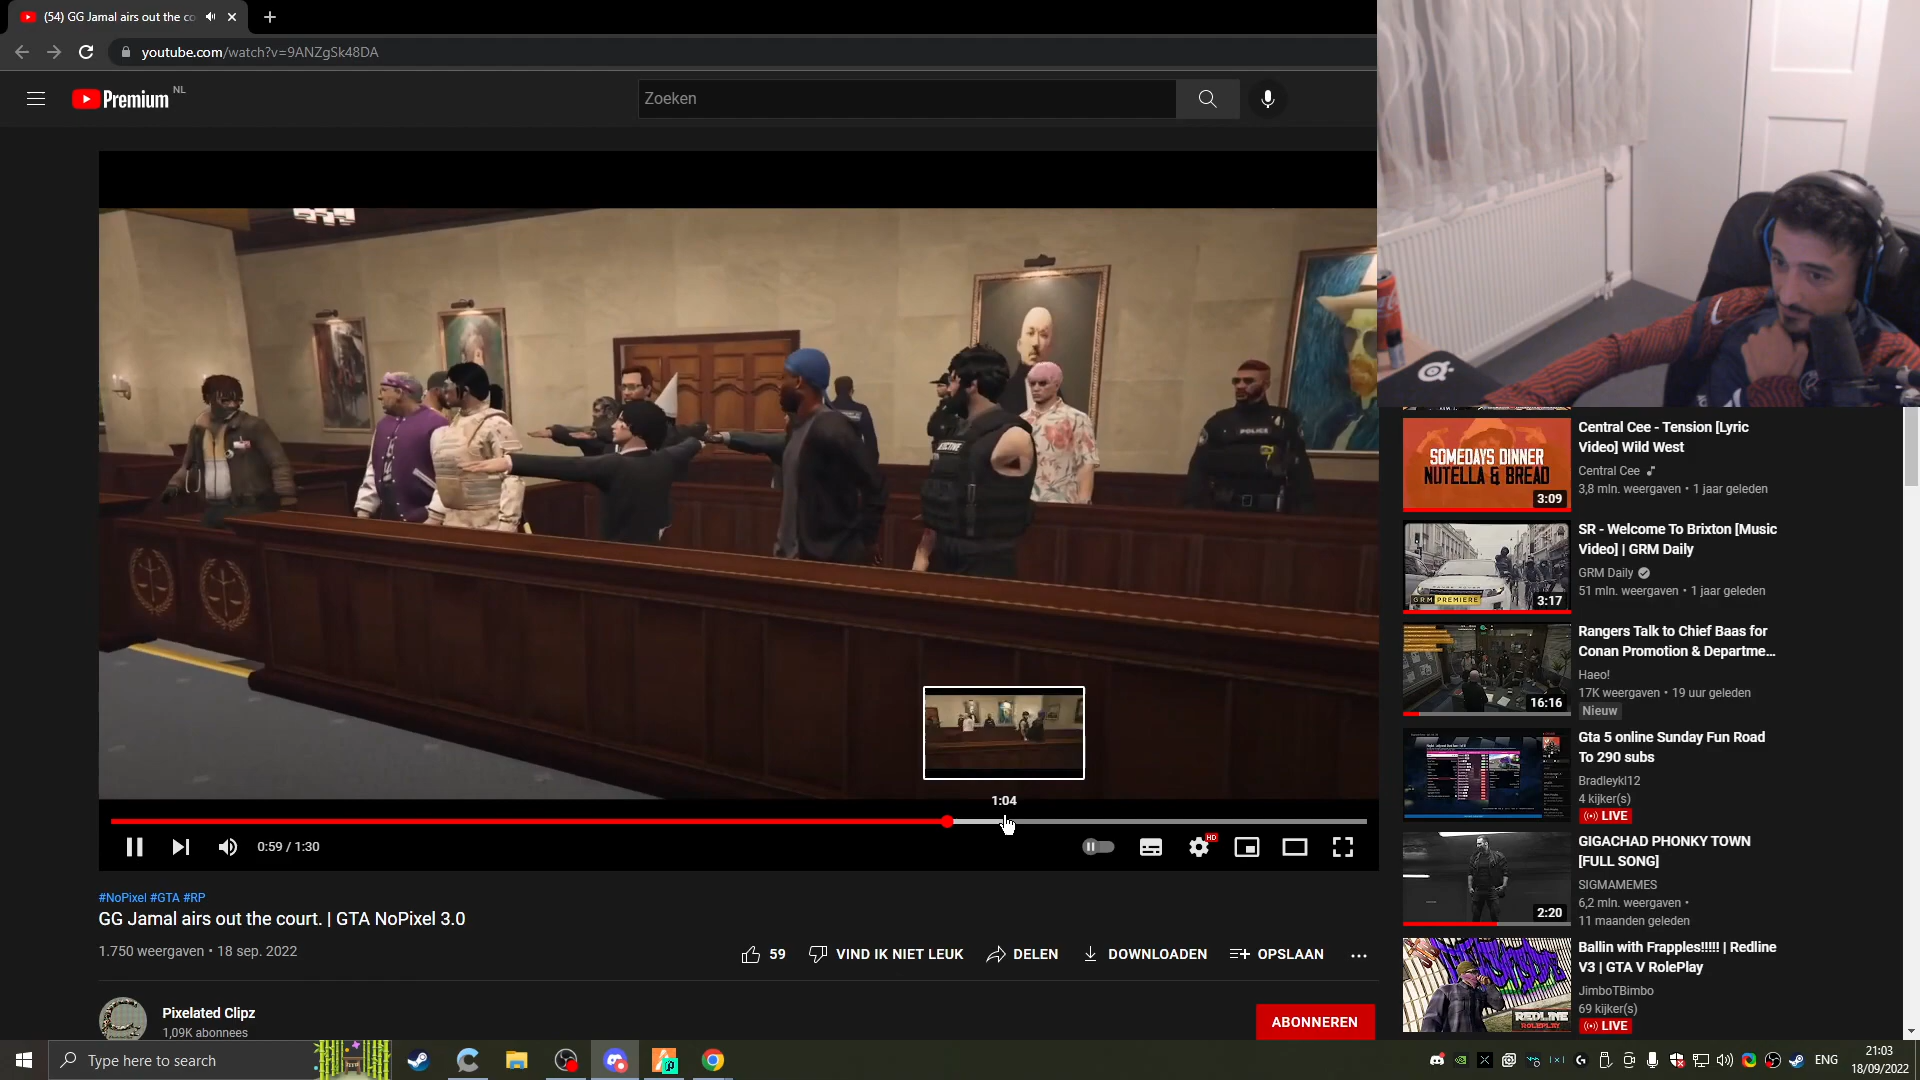 (54) GG Jamal airs out the co
youtube.com/watch?v=9ANZgSk48DA
Premium NL
Zoeken
POLICE
1:04
0:59 / 1:30
HD
#NoPixel #GTA #RP
GG Jamal airs out the court. | GTA NoPixel 3.0
1.750 weergaven • 18 sep. 2022
59
VIND IK NIET LEUK
DELEN
DOWNLOADEN
OPSLAAN
Pixelated Clipz
1,09K abonnees
ABONNEREN
SOMEDAYS DINNER
NUTELLA & BREAD
3:09
Central Cee - Tension [Lyric
Video] Wild West
Central Cee
3,8 mln. weergaven • 1 jaar geleden
GRM PREMIERE
3:17
SR - Welcome To Brixton [Music
Video] | GRM Daily
GRM Daily
51 mln. weergaven • 1 jaar geleden
16:16
Rangers Talk to Chief Baas for
Conan Promotion & Departme...
Haeo!
17K weergaven • 19 uur geleden
Nieuw
Gta 5 online Sunday Fun Road
To 290 subs
Bradleykl12
4 kijker(s)
LIVE
2:20
GIGACHAD PHONKY TOWN
[FULL SONG]
SIGMAMEMES
6,2 mln. weergaven •
11 maanden geleden
REDLINE
ROLEPLAY
Ballin with Frapples!!!!! | Redline
V3 | GTA V RolePlay
JimboTBimbo
69 kijker(s)
LIVE
Type here to search
ENG
21:03
18/09/2022